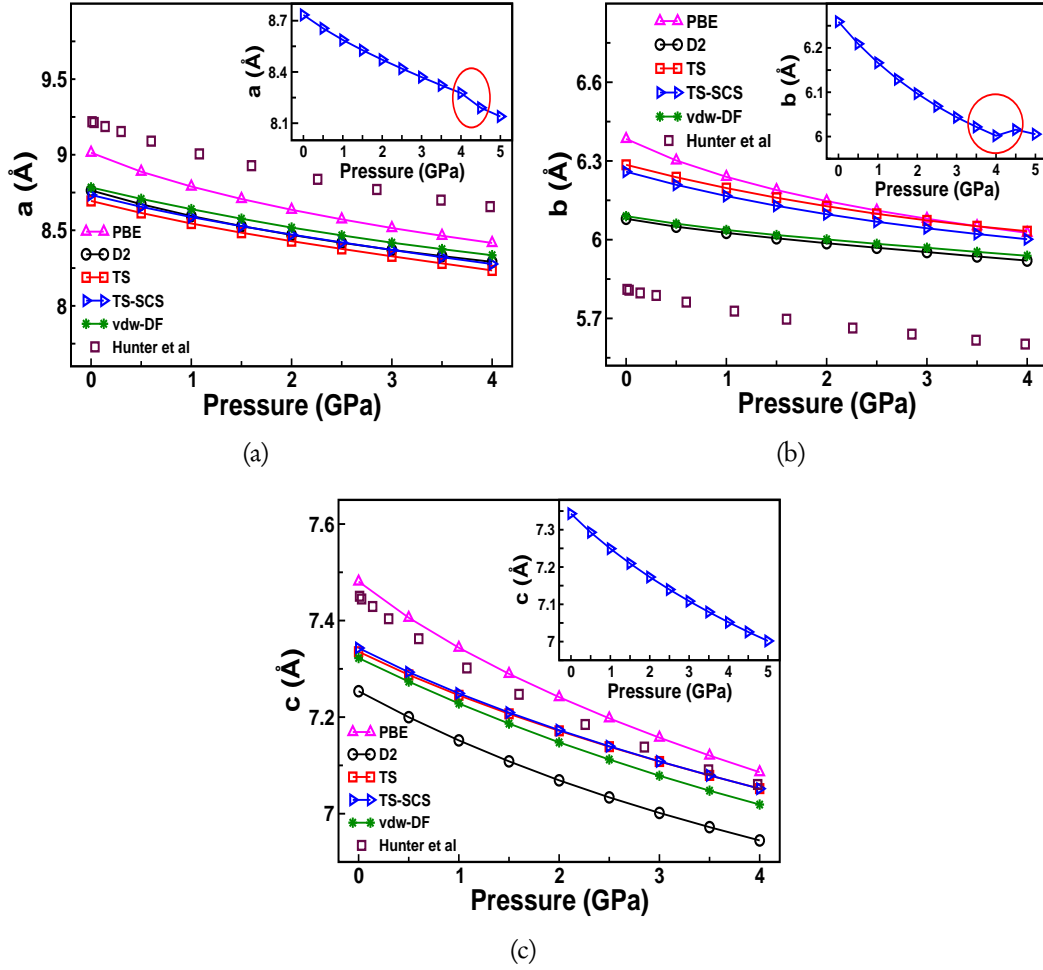 9.5
9
8.5
8
a (Å)
0 1 2 3 4
Pressure (GPa)
PBE
D2
TS
TS-SCS
vdw-DF
Hunter et al
8.7
8.4
8.1
a (Å)
0 1 2 3 4 5
Pressure (GPa)
(a)
6.6
6.3
6
5.7
b (Å)
0 1 2 3 4
Pressure (GPa)
PBE
D2
TS
TS-SCS
vdw-DF
Hunter et al
6.2
6.1
6
b (Å)
0 1 2 3 4 5
Pressure (GPa)
(b)
7.6
7.4
7.2
7
c (Å)
0 1 2 3 4
Pressure (GPa)
PBE
D2
TS
TS-SCS
vdw-DF
Hunter et al
7.3
7.2
7.1
7
c (Å)
0 1 2 3 4 5
Pressure (GPa)
(c)